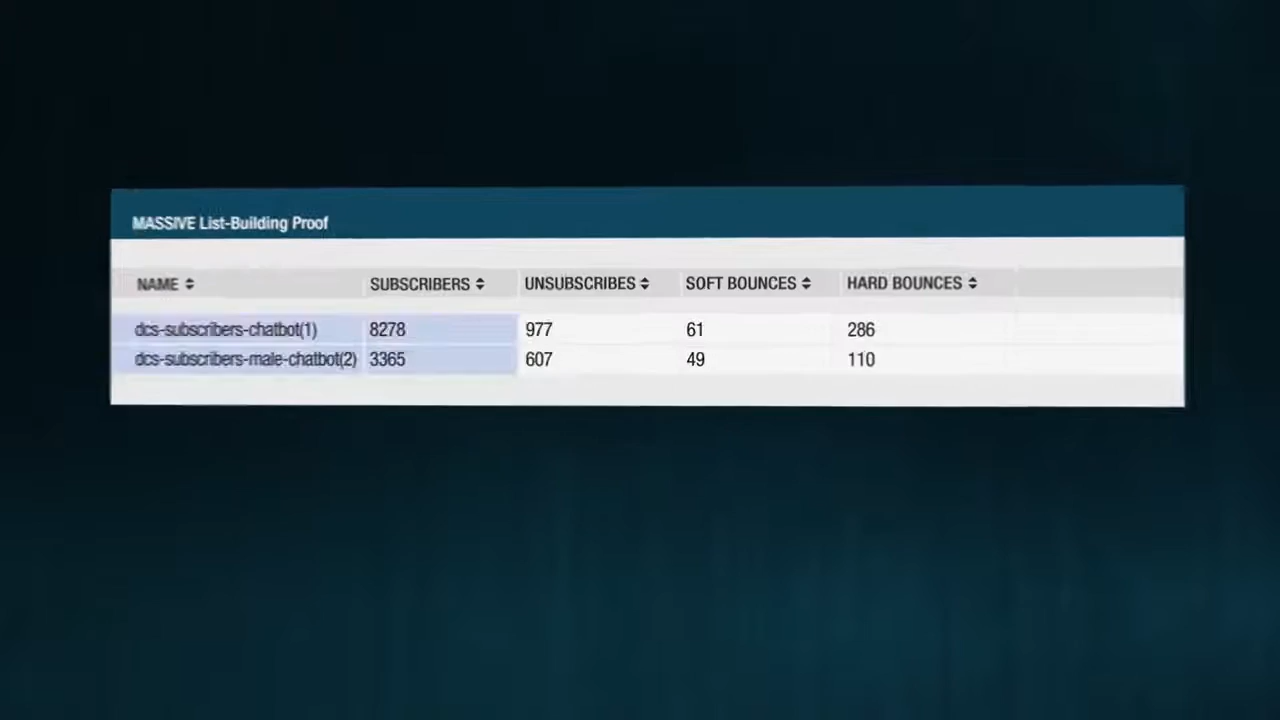 MASSIVE List-Building Proof
NAME SUBSCRIBERS UNSUBSCRIBES SOFT BOUNCES HARD BOUNCES
dcs-subscribers-chatbot(1) 8278 977 61 286
dcs-subscribers-male-chatbot(2) 3365 607 49 110